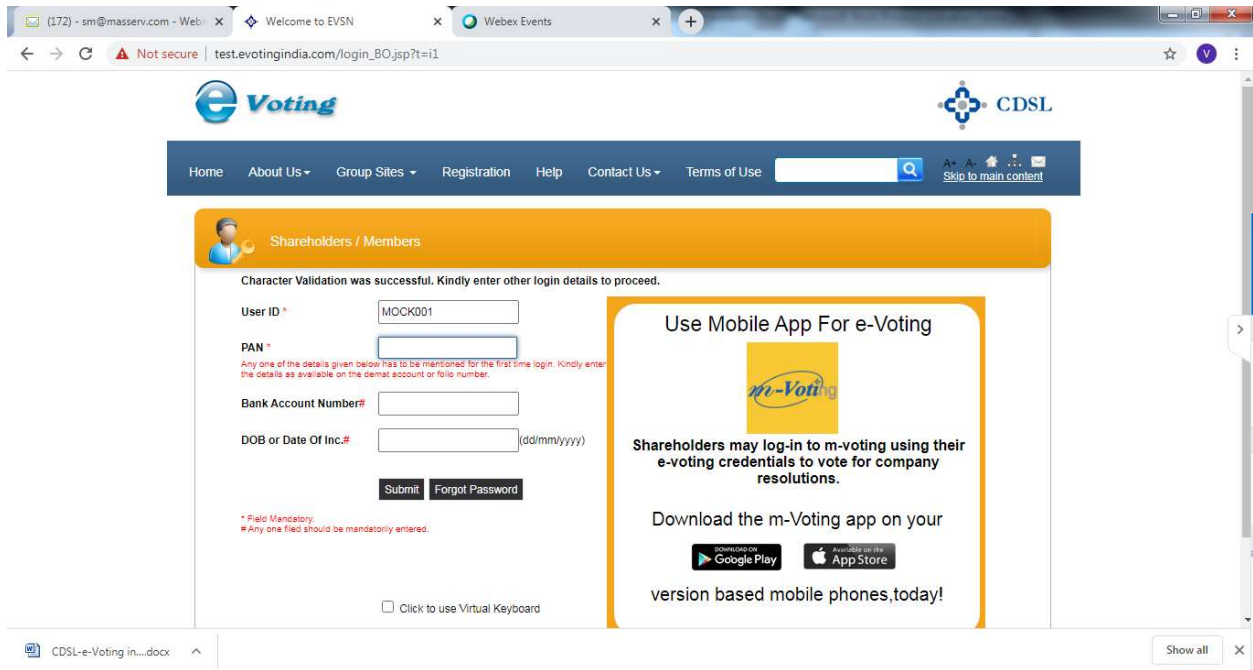 (172) - sm@masserv.com - Webm
Welcome to EVSN
Webex Events
Not secure | test.evotingindia.com/login_BO.jsp?t=i1
e Voting
CDSL
Home About Us Group Sites Registration Help Contact Us Terms of Use
A+ A-
Skip to main content
Shareholders / Members
Character Validation was successful. Kindly enter other login details to proceed.
User ID * MOCK001
PAN *
Any one of the details given below has to be mentioned for the first time login. Kindly enter
the details as available on the demat account or folio number.
Bank Account Number#
DOB or Date Of Inc.# (dd/mm/yyyy)
Submit Forgot Password
* Field Mandatory.
# Any one filed should be mandatorily entered.
Click to use Virtual Keyboard
Use Mobile App For e-Voting
m-Voting
Shareholders may log-in to m-voting using their
e-voting credentials to vote for company
resolutions.
Download the m-Voting app on your
DOWNLOAD ON
Google Play
Available on the
App Store
version based mobile phones,today!
CDSL-e-Voting in....docx
Show all
V